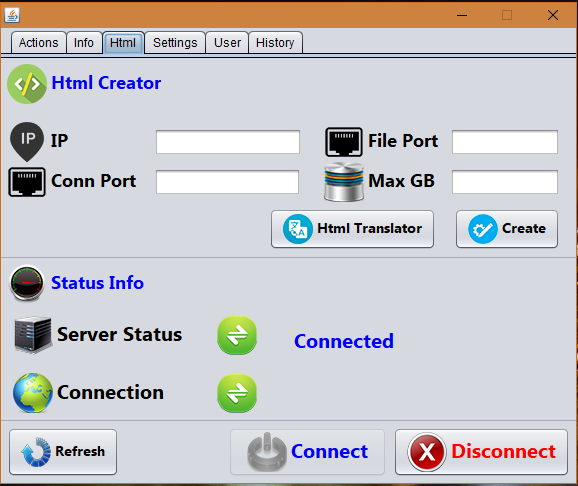 Actions Info Html Settings User History
Html Creator
IP IP File Port
Conn Port Max GB
Html Translator Create
Status Info
Server Status Connected
Connection
Refresh Connect Disconnect